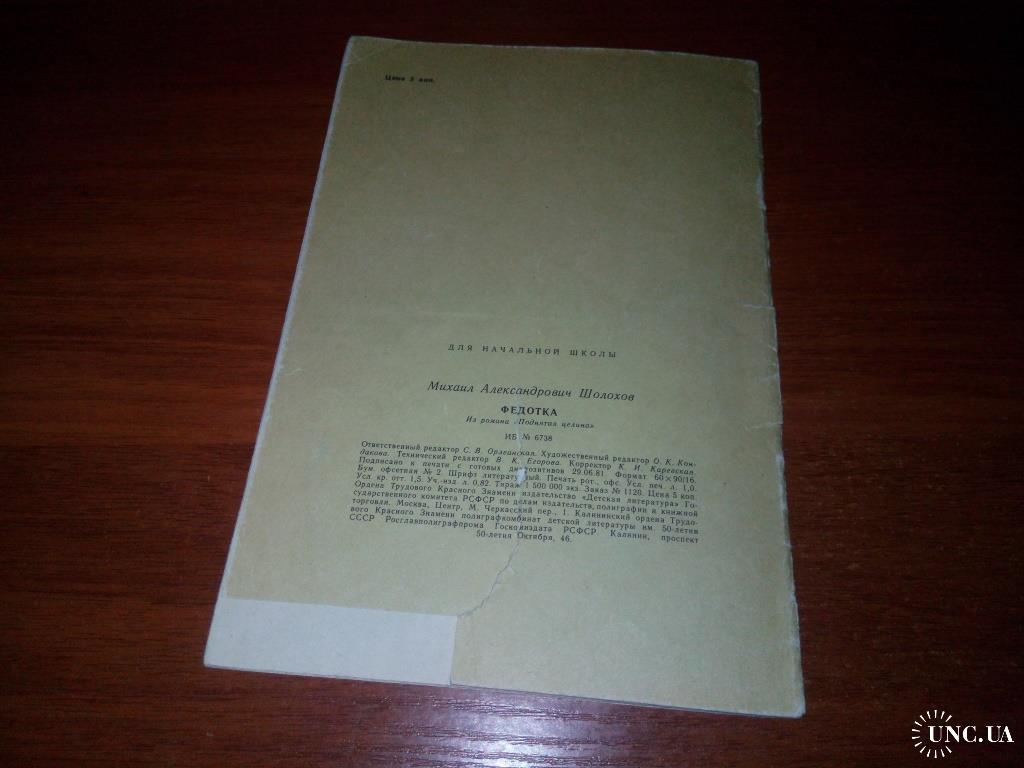 Цена 5 коп.
ДЛЯ НАЧАЛЬНОЙ ШКОЛЫ
Михаил Александрович Шолохов
ФЕДОТКА
Из романа «Поднятая целина»
ИБ № 6738
Ответственный редактор С. В. Орлеанская. Художественный редактор О. К. Кон-
дакова. Технический редактор В. К. Егорова. Корректор К. И. Каревская.
Подписано к печати с готовых диапозитивов 29.06.81. Формат 60×90/16.
Бум. офсетная № 2. Шрифт литературный. Печать рот., офс. Усл. печ. л. 1,0.
Усл. кр. отт. 1,5. Уч.-изд. л. 0,82. Тираж 1 500 000 экз. Заказ № 1120. Цена 5 коп.
Ордена Трудового Красного Знамени издательство «Детская литература» Го-
сударственного комитета РСФСР по делам издательств, полиграфии и книжной
торговли. Москва, Центр, М. Черкасский пер., 1. Калининский ордена Трудо-
вого Красного Знамени полиграфкомбинат детской литературы им. 50-летия
СССР Росглавполиграфпрома Госкомиздата РСФСР. Калинин, проспект
50-летия Октября, 46.
UNC.UA